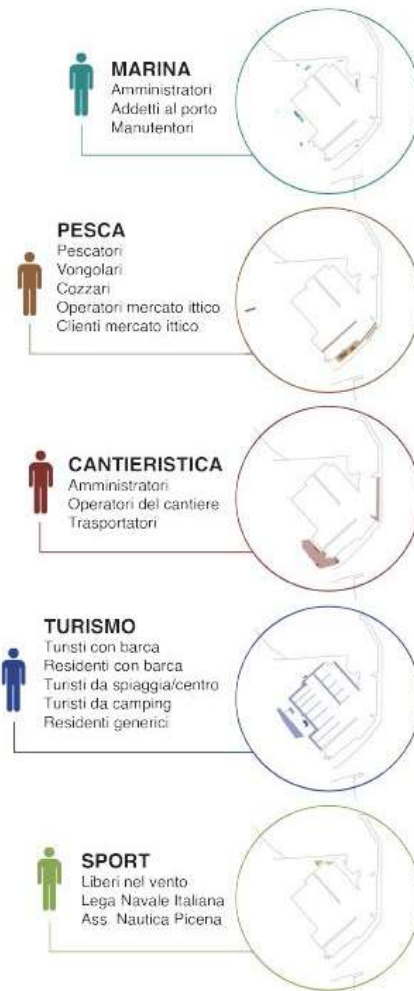 MARINA
Amministratori
Addetti al porto
Manutentori
PESCA
Pescatori
Vongolari
Cozzari
Operatori mercato ittico
Clienti mercato ittico
CANTIERISTICA
Amministratori
Operatori del cantiere
Trasportatori
TURISMO
Turisti con barca
Residenti con barca
Turisti da spiaggia/centro
Turisti da camping
Residenti generici
SPORT
Liberi nel vento
Lega Navale Italiana
Ass. Nautica Picena